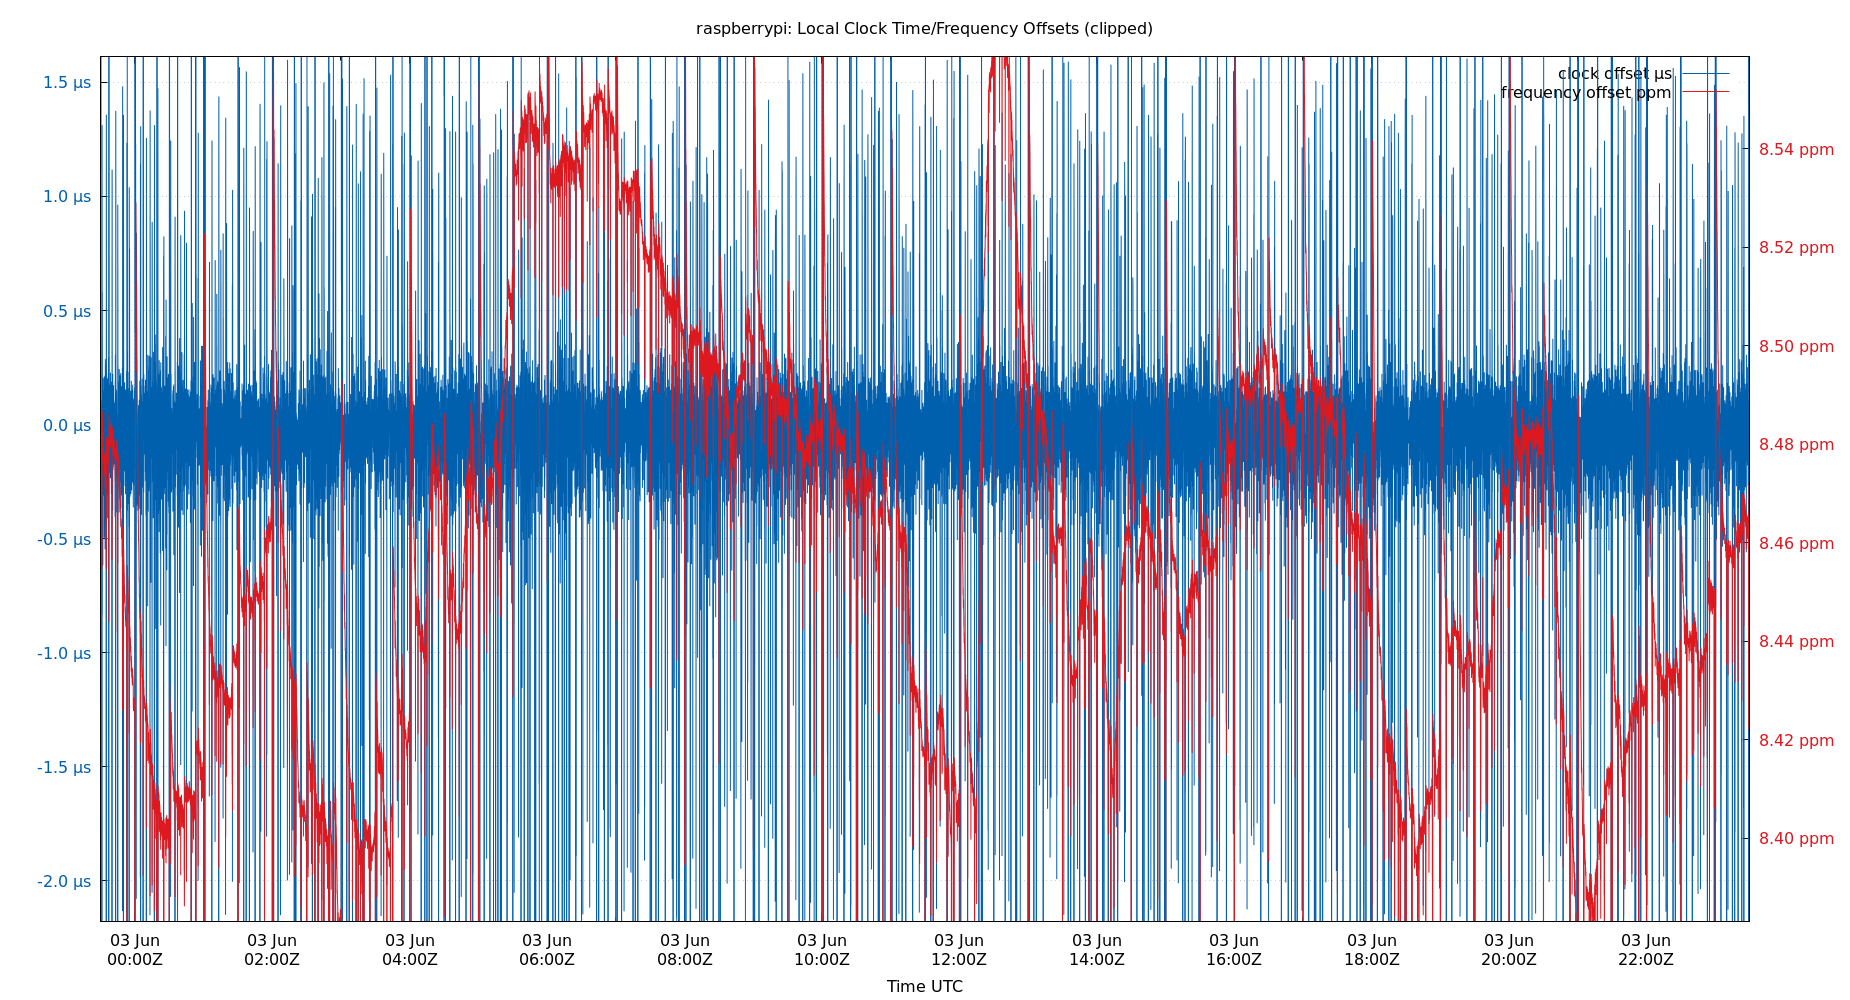 raspberrypi: Local Clock Time/Frequency Offsets (clipped)
clock offset µs
frequency offset ppm
1.5 µs
1.0 µs
0.5 µs
0.0 µs
-0.5 µs
-1.0 µs
-1.5 µs
-2.0 µs
8.54 ppm
8.52 ppm
8.50 ppm
8.48 ppm
8.46 ppm
8.44 ppm
8.42 ppm
8.40 ppm
03 Jun 03 Jun 03 Jun 03 Jun 03 Jun 03 Jun 03 Jun 03 Jun 03 Jun 03 Jun 03 Jun 03 Jun
00:00Z 02:00Z 04:00Z 06:00Z 08:00Z 10:00Z 12:00Z 14:00Z 16:00Z 18:00Z 20:00Z 22:00Z
Time UTC